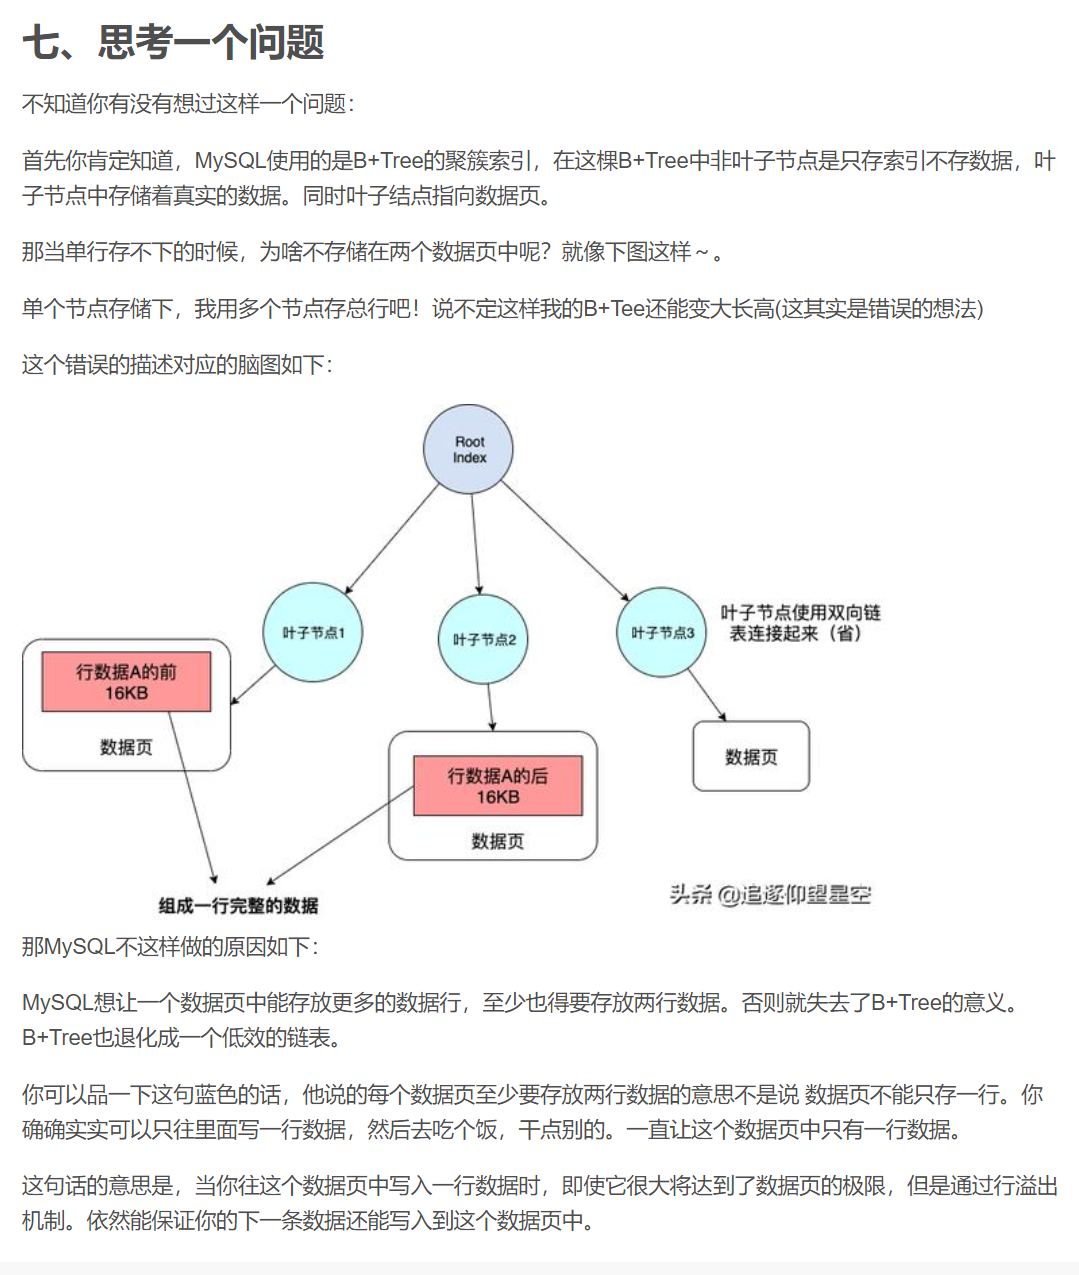 七、思考一个问题
不知道你有没有想过这样一个问题：
首先你肯定知道，MySQL使用的是B+Tree的聚簇索引，在这棵B+Tree中非叶子节点是只存索引不存数据，叶
子节点中存储着真实的数据。同时叶子结点指向数据页。
那当单行存不下的时候，为啥不存储在两个数据页中呢？就像下图这样～。
单个节点存储下，我用多个节点存总行吧！说不定这样我的B+Tee还能变大长高(这其实是错误的想法)
这个错误的描述对应的脑图如下：
Root
Index
叶子节点1
叶子节点2
叶子节点3
叶子节点使用双向链
表连接起来（省）
行数据A的前
16KB
数据页
行数据A的后
16KB
数据页
数据页
组成一行完整的数据
头条 @追逐仰望星空
那MySQL不这样做的原因如下：
MySQL想让一个数据页中能存放更多的数据行，至少也得要存放两行数据。否则就失去了B+Tree的意义。
B+Tree也退化成一个低效的链表。
你可以品一下这句蓝色的话，他说的每个数据页至少要存放两行数据的意思不是说 数据页不能只存一行。你
确确实实可以只往里面写一行数据，然后去吃个饭，干点别的。一直让这个数据页中只有一行数据。
这句话的意思是，当你往这个数据页中写入一行数据时，即使它很大将达到了数据页的极限，但是通过行溢出
机制。依然能保证你的下一条数据还能写入到这个数据页中。